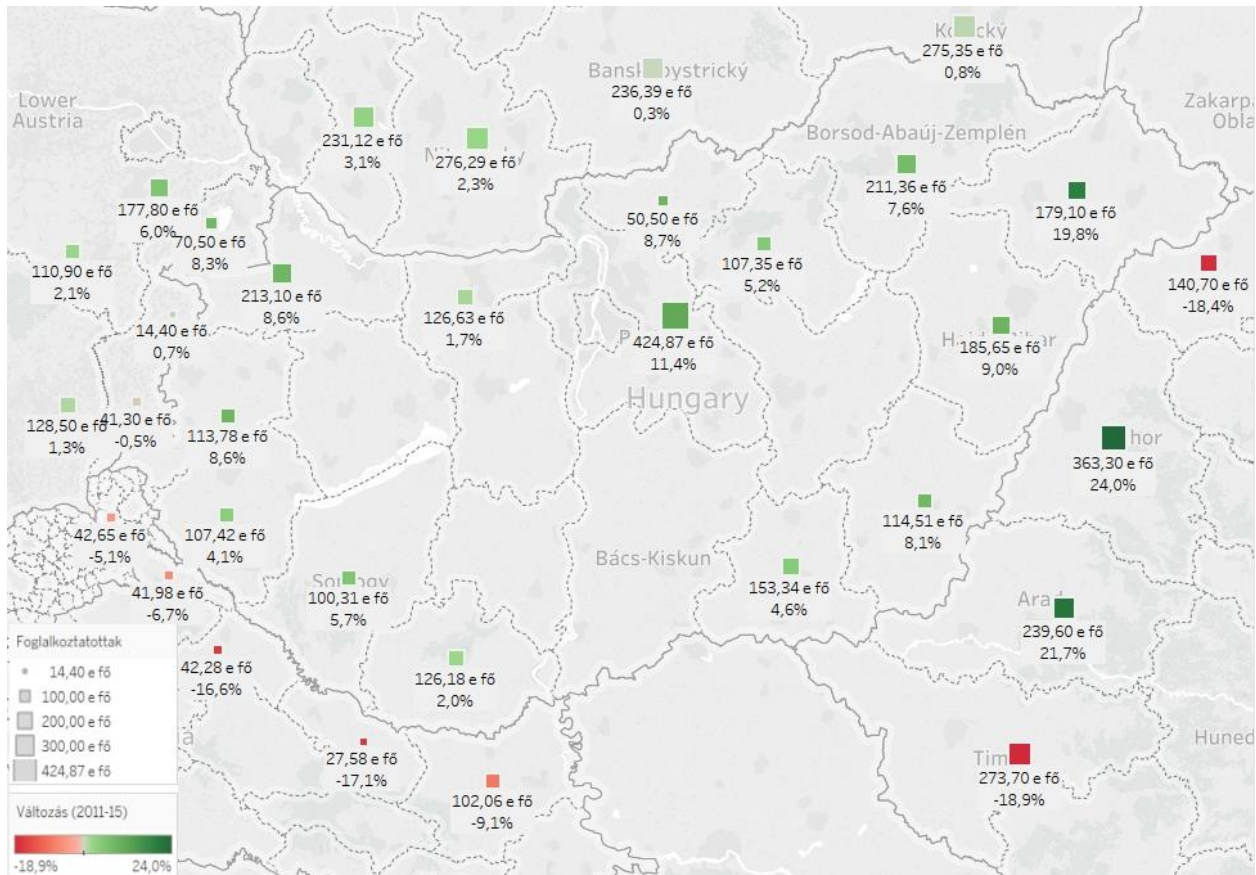 Košický
275,35 e fő
0,8%
Banskobystrický
236,39 e fő
0,3%
Lower
Austria
Zakarp
Obla
231,12 e fő
3,1%
276,29 e fő
2,3%
Borsod-Abaúj-Zemplén
211,36 e fő
7,6%
177,80 e fő
6,0%
50,50 e fő
8,7%
179,10 e fő
19,8%
70,50 e fő
8,3%
107,35 e fő
5,2%
110,90 e fő
2,1%
213,10 e fő
8,6%
140,70 e fő
-18,4%
126,63 e fő
1,7%
14,40 e fő
0,7%
424,87 e fő
11,4%
185,65 e fő
9,0%
Hungary
128,50 e fő
1,3%
41,30 e fő
-0,5%
113,78 e fő
8,6%
hor
363,30 e fő
24,0%
42,65 e fő
-5,1%
107,42 e fő
4,1%
114,51 e fő
8,1%
Bács-Kiskun
41,98 e fő
-6,7%
Somogy
100,31 e fő
5,7%
153,34 e fő
4,6%
Arad
239,60 e fő
21,7%
42,28 e fő
-16,6%
126,18 e fő
2,0%
27,58 e fő
-17,1%
102,06 e fő
-9,1%
Tim
273,70 e fő
-18,9%
Huned
Foglalkoztatottak
14,40 e fő
100,00 e fő
200,00 e fő
300,00 e fő
424,87 e fő
Változás (2011-15)
-18,9% 24,0%